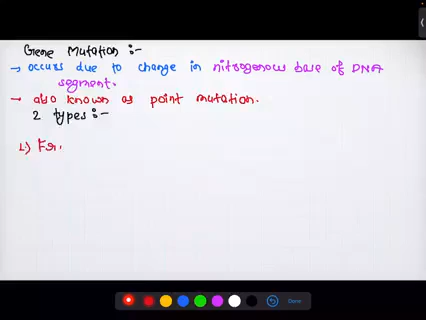 Gene Mutation :-
→ occurs due to change in nitrogenous base of DNA
segment.
→ also known as point mutation.
2 types :-
1.) Fr
Done